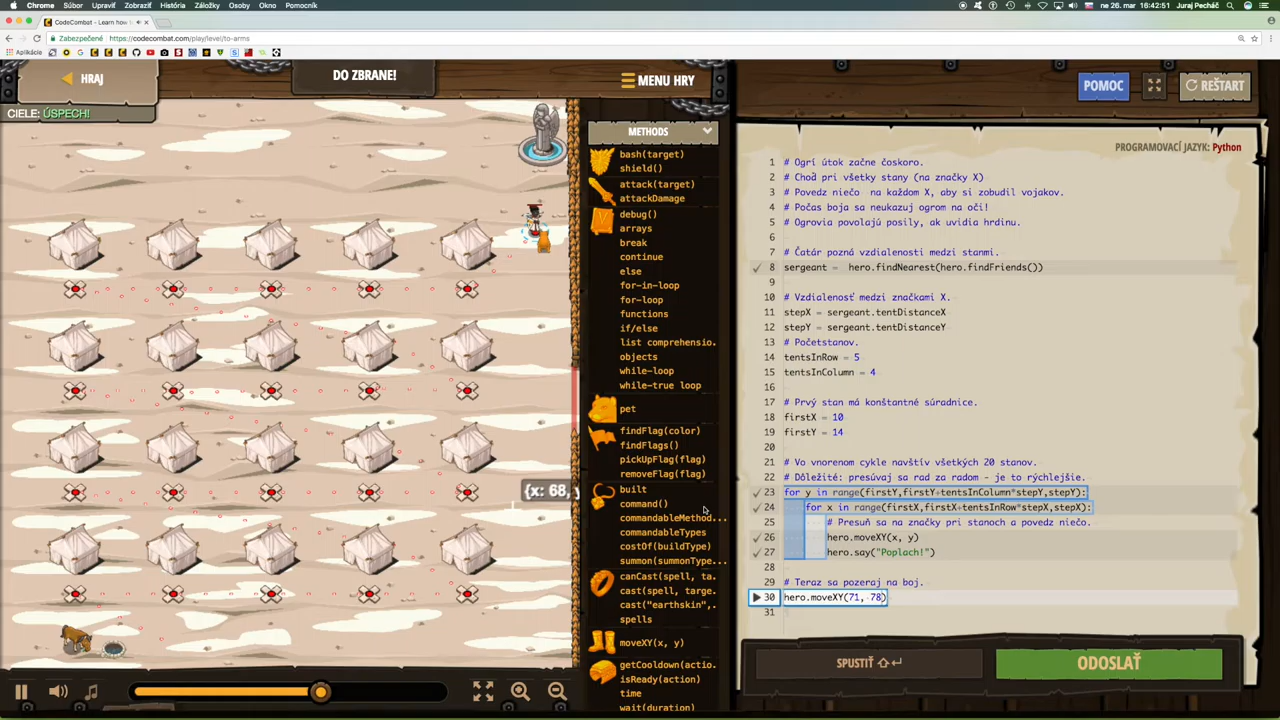 Chrome Súbor Upraviť Zobraziť História Záložky Osoby Okno Pomocník
ne 26. mar 16:42:51 Juraj Pecháč
CodeCombat - Learn how
Zabezpečené https://codecombat.com/play/level/to-arms
Aplikácie
HRAJ
DO ZBRANE!
MENU HRY
POMOC
REŠTART
CIELE: ÚSPECH!
METHODS
bash(target)
shield()
attack(target)
attackDamage
debug()
arrays
break
continue
else
for-in-loop
for-loop
functions
if/else
list comprehensio...
objects
while-loop
while-true loop
pet
findFlag(color)
findFlags()
pickUpFlag(flag)
removeFlag(flag)
built
command()
commandableMethod...
commandableTypes
costOf(buildType)
summon(summonType...
canCast(spell, ta...
cast(spell, targe...
cast("earthskin",...
spells
moveXY(x, y)
getCooldown(actio...
isReady(action)
time
wait(duration)
{x: 68,
PROGRAMOVACÍ JAZYK: Python
1 # Ogrí útok začne čoskoro.
2 # Choď pri všetky stany (na značky X)
3 # Povedz niečo na každom X, aby si zobudil vojakov.
4 # Počas boja sa neukazuj ogrom na oči!
5 # Ogrovia povolajú posily, ak uvidia hrdinu.
6
7 # Čatár pozná vzdialenosti medzi stanmi.
8 sergeant = hero.findNearest(hero.findFriends())
9
10 # Vzdialenosť medzi značkami X.
11 stepX = sergeant.tentDistanceX
12 stepY = sergeant.tentDistanceY
13 # Početstanov.
14 tentsInRow = 5
15 tentsInColumn = 4
16
17 # Prvý stan má konštantné súradnice.
18 firstX = 10
19 firstY = 14
20
21 # Vo vnorenom cykle navštív všetkých 20 stanov.
22 # Dôležité: presúvaj sa rad za radom - je to rýchlejšie.
23 for y in range(firstY,firstY+tentsInColumn*stepY,stepY):
24 for x in range(firstX,firstX+tentsInRow*stepX,stepX):
25 # Presuň sa na značky pri stanoch a povedz niečo.
26 hero.moveXY(x, y)
27 hero.say("Poplach!")
28
29 # Teraz sa pozeraj na boj.
30 hero.moveXY(71, 78)
31
SPUSTIŤ
ODOSLAŤ